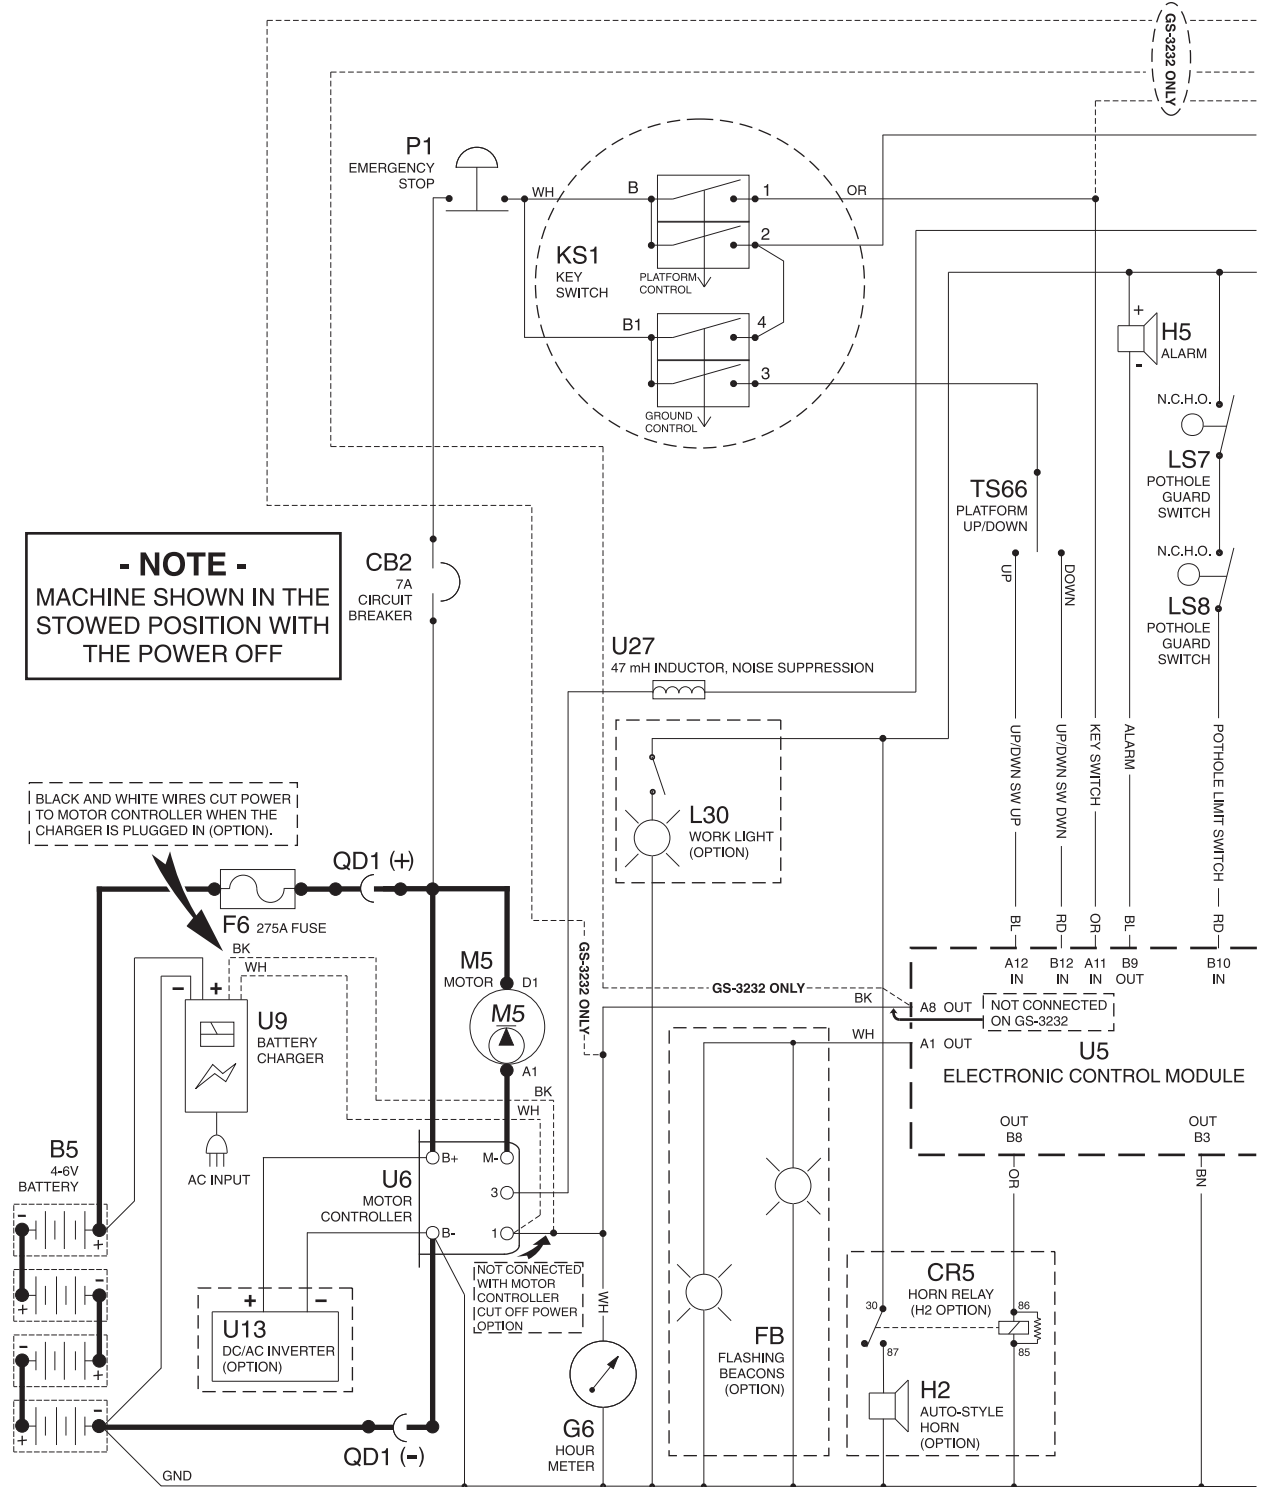 GS-3232 ONLY
P1
EMERGENCY
STOP
WH
B
1
OR
2
KS1
KEY
SWITCH
PLATFORM
CONTROL
B1
4
3
GROUND
CONTROL
+
H5
ALARM
-
N.C.H.O.
LS7
POTHOLE
GUARD
SWITCH
TS66
PLATFORM
UP/DOWN
UP
DOWN
N.C.H.O.
LS8
POTHOLE
GUARD
SWITCH
- NOTE -
MACHINE SHOWN IN THE
STOWED POSITION WITH
THE POWER OFF
CB2
7A
CIRCUIT
BREAKER
U27
47 mH INDUCTOR, NOISE SUPPRESSION
UP/DWN SW UP
UP/DWN SW DWN
KEY SWITCH
ALARM
POTHOLE LIMIT SWITCH
BLACK AND WHITE WIRES CUT POWER
TO MOTOR CONTROLLER WHEN THE
CHARGER IS PLUGGED IN (OPTION).
L30
WORK LIGHT
(OPTION)
QD1 (+)
F6 275A FUSE
BK
WH
BL
RD
OR
BL
RD
A12
IN
B12
IN
A11
IN
B9
OUT
B10
IN
M5
MOTOR
D1
M5
A1
GS-3232 ONLY
GS-3232 ONLY
BK
A8 OUT
NOT CONNECTED
ON GS-3232
WH
A1 OUT
U5
ELECTRONIC CONTROL MODULE
OUT
B8
OUT
B3
OR
BN
- +
U9
BATTERY
CHARGER
AC INPUT
BK
WH
B5
4-6V
BATTERY
-
+
-
+
-
+
-
+
U6
MOTOR
CONTROLLER
B+
M-
3
B-
1
NOT CONNECTED
WITH MOTOR
CONTROLLER
CUT OFF POWER
OPTION
WH
+ -
U13
DC/AC INVERTER
(OPTION)
QD1 (-)
GND
G6
HOUR
METER
FB
FLASHING
BEACONS
(OPTION)
CR5
HORN RELAY
(H2 OPTION)
30
87
86
85
H2
AUTO-STYLE
HORN
(OPTION)